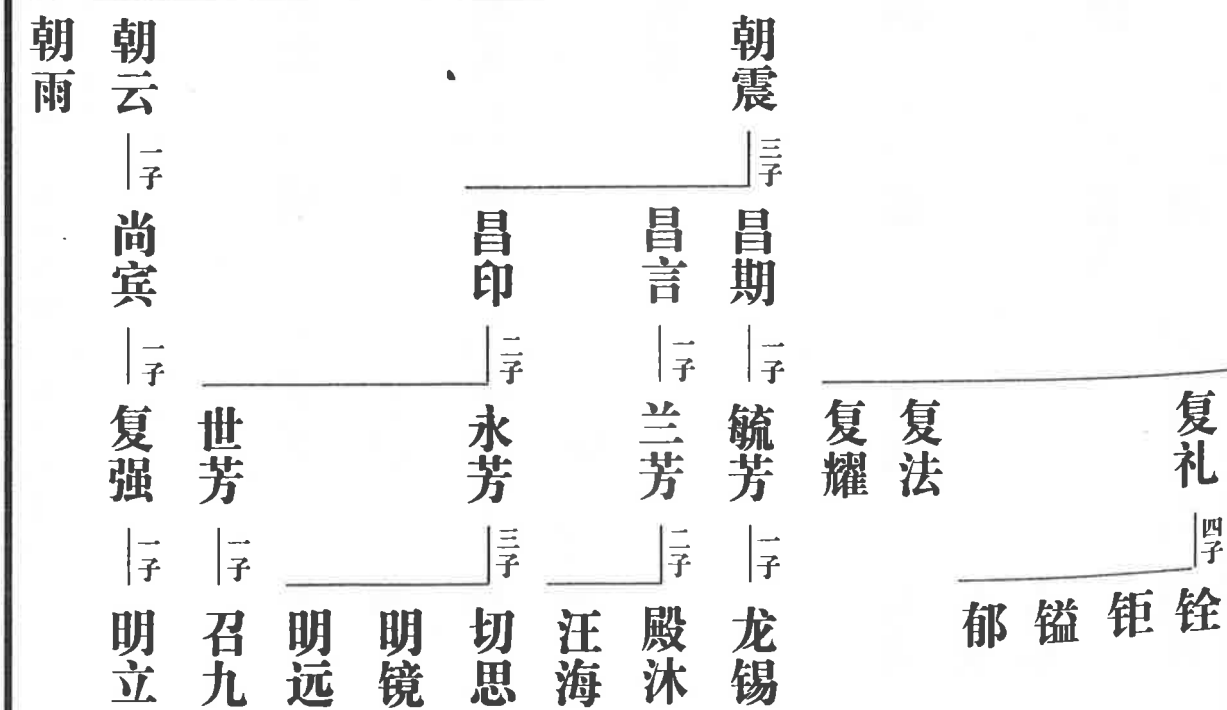 朝震
朝云
朝雨
三子
一子
昌期
昌言
昌印
尚宾
一子
一子
二子
一子
复礼
复法
复耀
毓芳
兰芳
永芳
世芳
复强
四子
一子
二子
三子
一子
一子
铨
钜
镒
郁
龙锡
殿沐
汪海
切思
明镜
明远
召九
明立